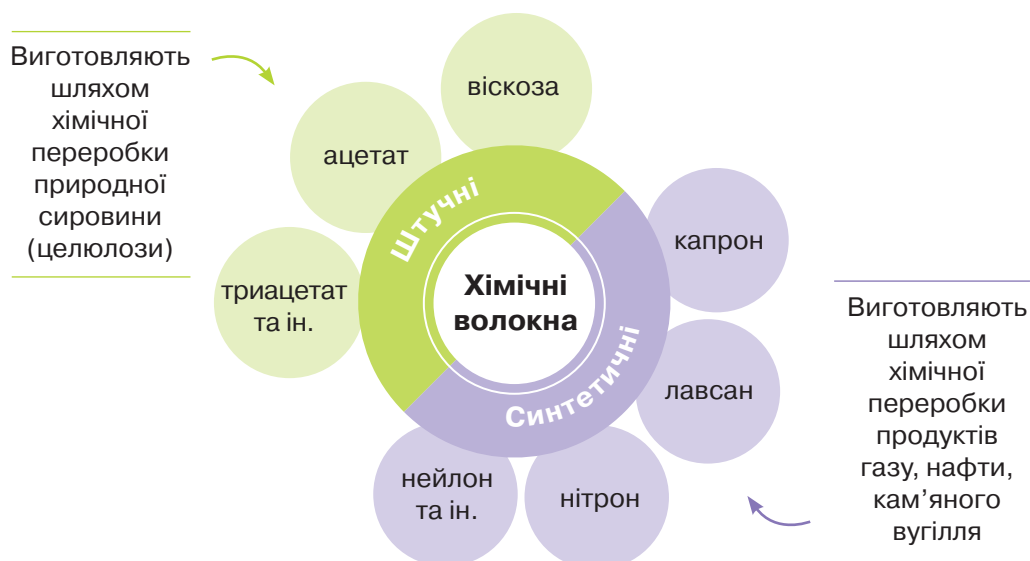 Виготовляють
шляхом
хімічної
переробки
природної
сировини
(целюлози)
віскоза
ацетат
триацетат
та ін.
Штучні
Хімічні
волокна
Синтетичні
капрон
лавсан
нітрон
нейлон
та ін.
Виготовляють
шляхом
хімічної
переробки
продуктів
газу, нафти,
кам’яного
вугілля